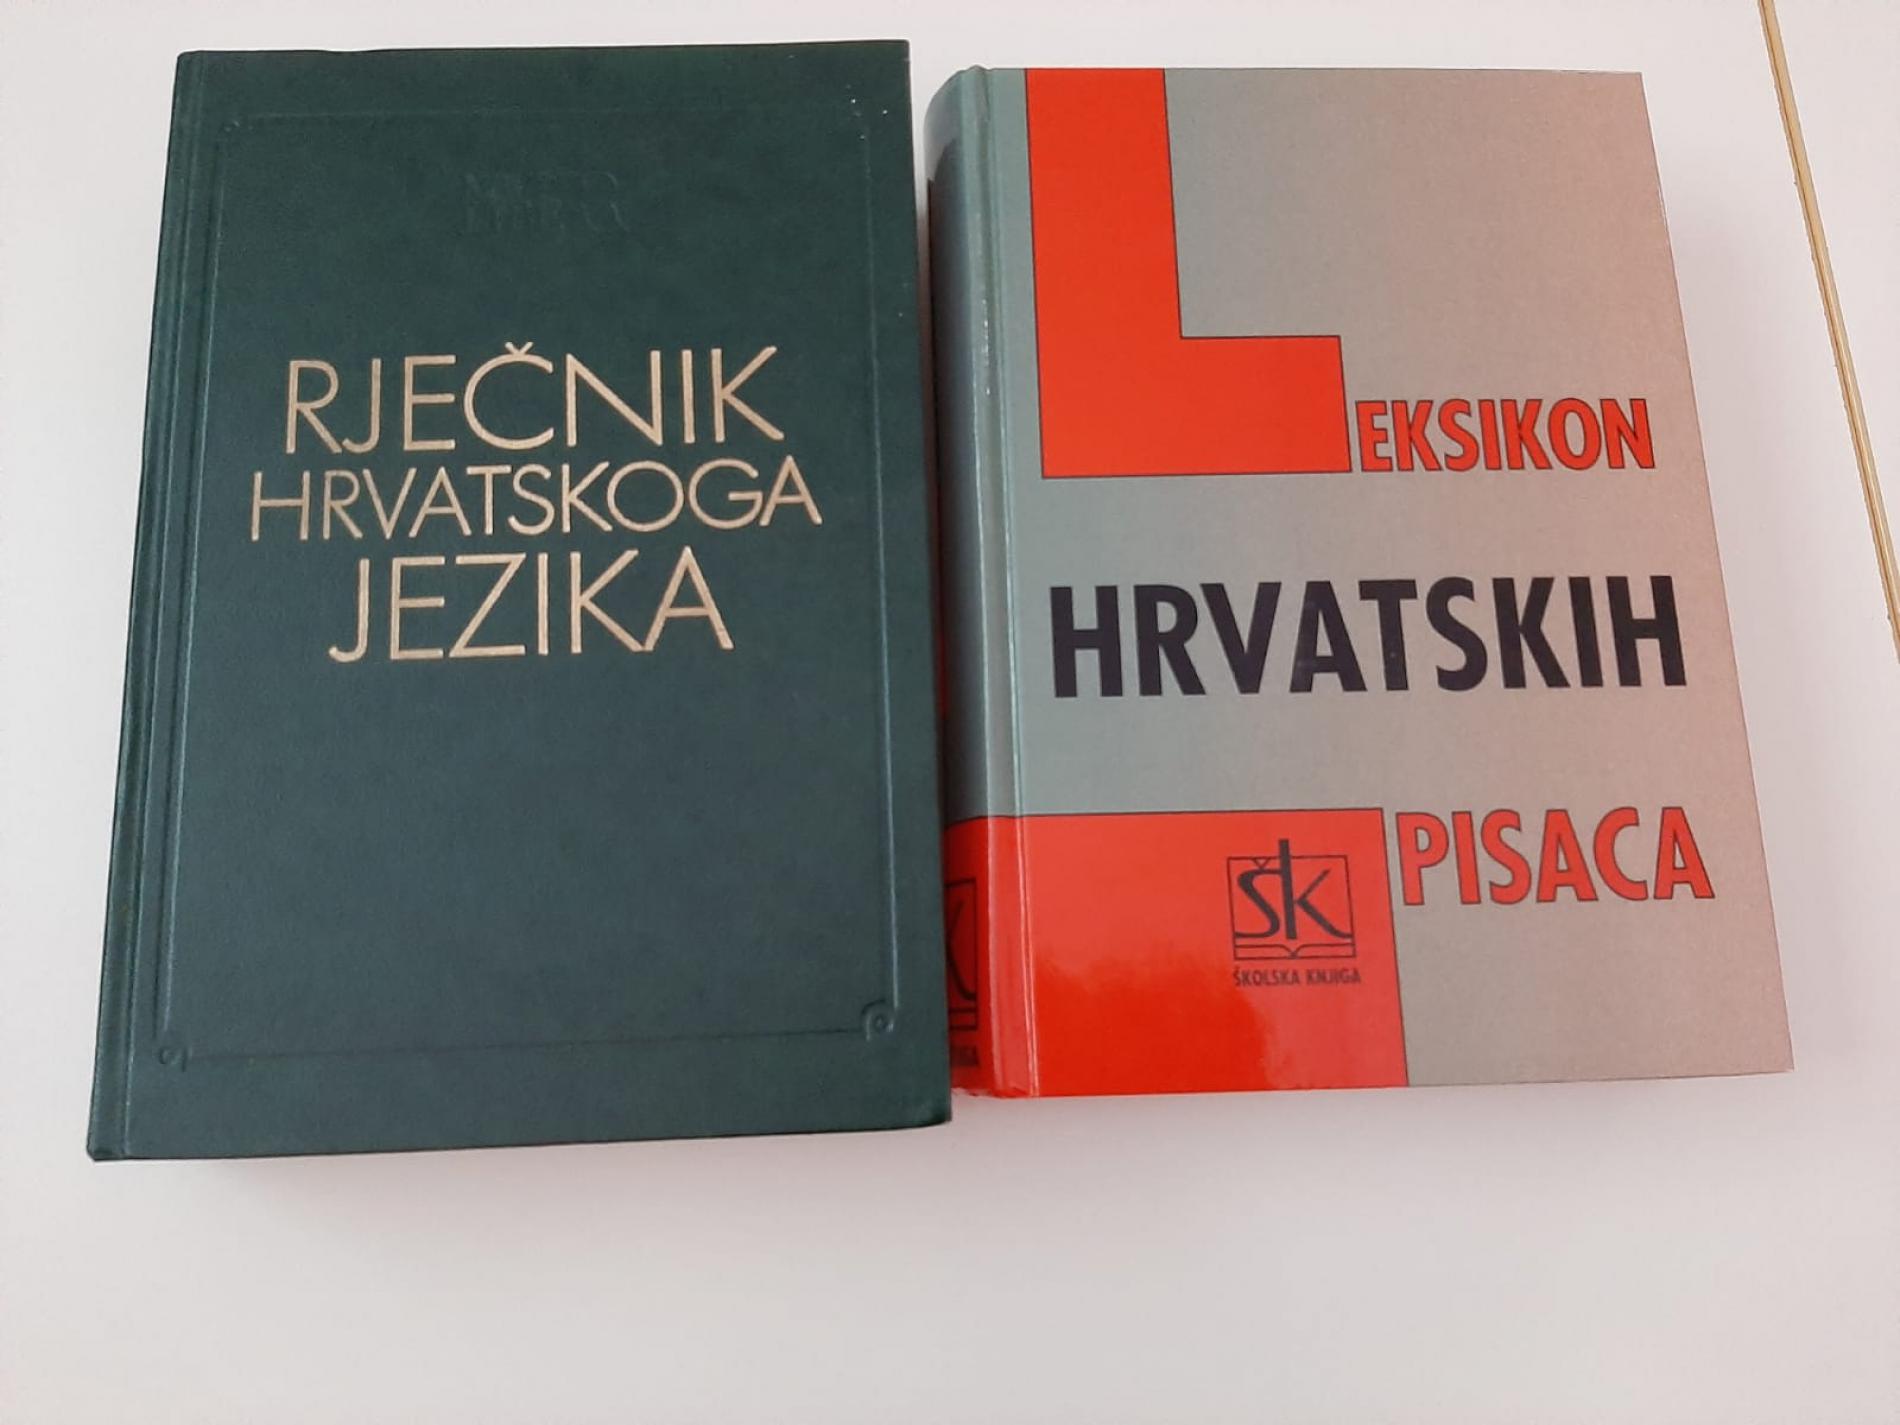 RJEČNIK
HRVATSKOGA
JEZIKA
LEKSIKON
HRVATSKIH
PISACA
ŠK
ŠKOLSKA KNJIGA